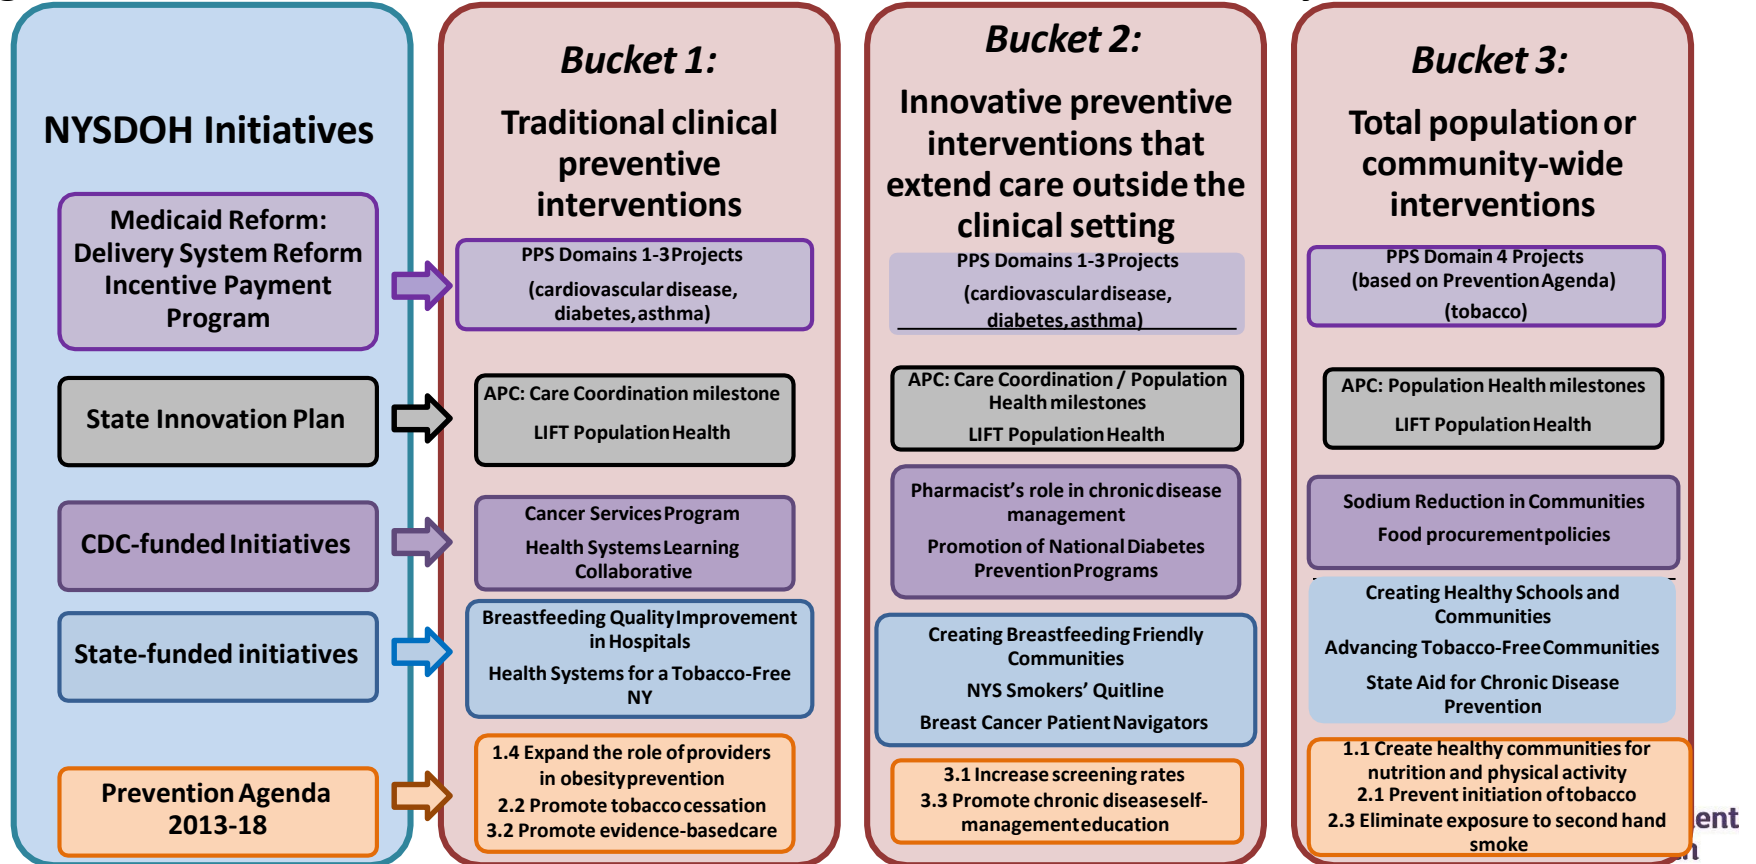 NYSDOH Initiatives
Medicaid Reform:
Delivery System Reform
Incentive Payment
Program
State Innovation Plan
CDC-funded Initiatives
State-funded initiatives
Prevention Agenda
2013-18
Bucket 1:
Traditional clinical
preventive
interventions
PPS Domains 1-3 Projects
(cardiovascular disease,
diabetes, asthma)
APC: Care Coordination milestone
LIFT Population Health
Cancer Services Program
Health Systems Learning
Collaborative
Breastfeeding Quality Improvement
in Hospitals
Health Systems for a Tobacco-Free
NY
1.4 Expand the role of providers
in obesity prevention
2.2 Promote tobacco cessation
3.2 Promote evidence-based care
Bucket 2:
Innovative preventive
interventions that
extend care outside the
clinical setting
PPS Domains 1-3 Projects
(cardiovascular disease,
diabetes, asthma)
APC: Care Coordination / Population
Health milestones
LIFT Population Health
Pharmacist's role in chronic disease
management
Promotion of National Diabetes
Prevention Programs
Creating Breastfeeding Friendly
Communities
NYS Smokers' Quitline
Breast Cancer Patient Navigators
3.1 Increase screening rates
3.3 Promote chronic disease self-
management education
Bucket 3:
Total population or
community-wide
interventions
PPS Domain 4 Projects
(based on Prevention Agenda)
(tobacco)
APC: Population Health milestones
LIFT Population Health
Sodium Reduction in Communities
Food procurement policies
Creating Healthy Schools and
Communities
Advancing Tobacco-Free Communities
State Aid for Chronic Disease
Prevention
1.1 Create healthy communities for
nutrition and physical activity
2.1 Prevent initiation of tobacco
2.3 Eliminate exposure to second hand
smoke